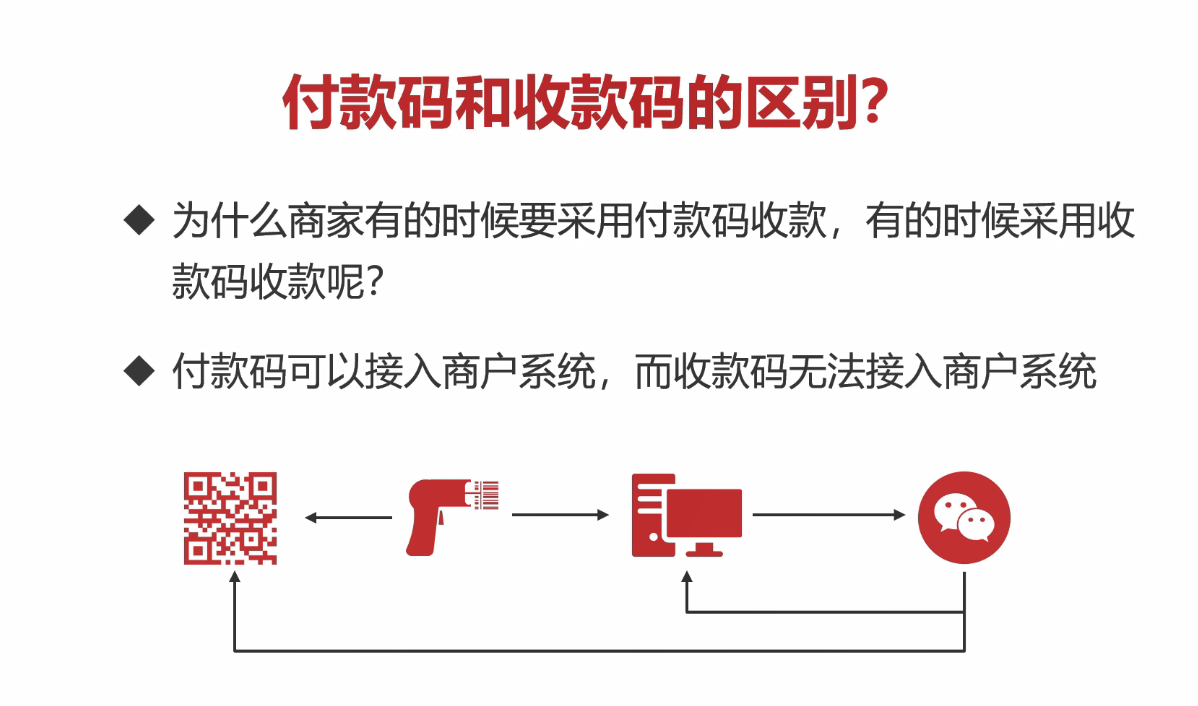 付款码和收款码的区别？
为什么商家有的时候要采用付款码收款，有的时候采用收
款码收款呢？
付款码可以接入商户系统，而收款码无法接入商户系统